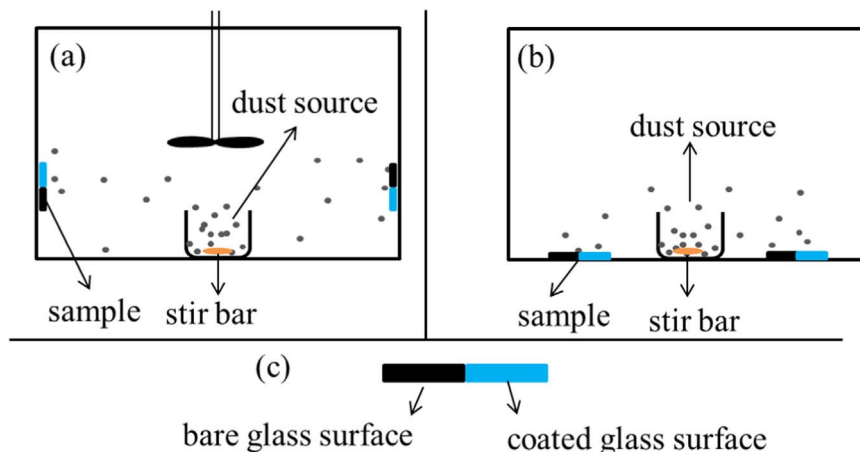 (a)
dust source
sample
stir bar
(b)
dust source
sample
stir bar
(c)
bare glass surface
coated glass surface